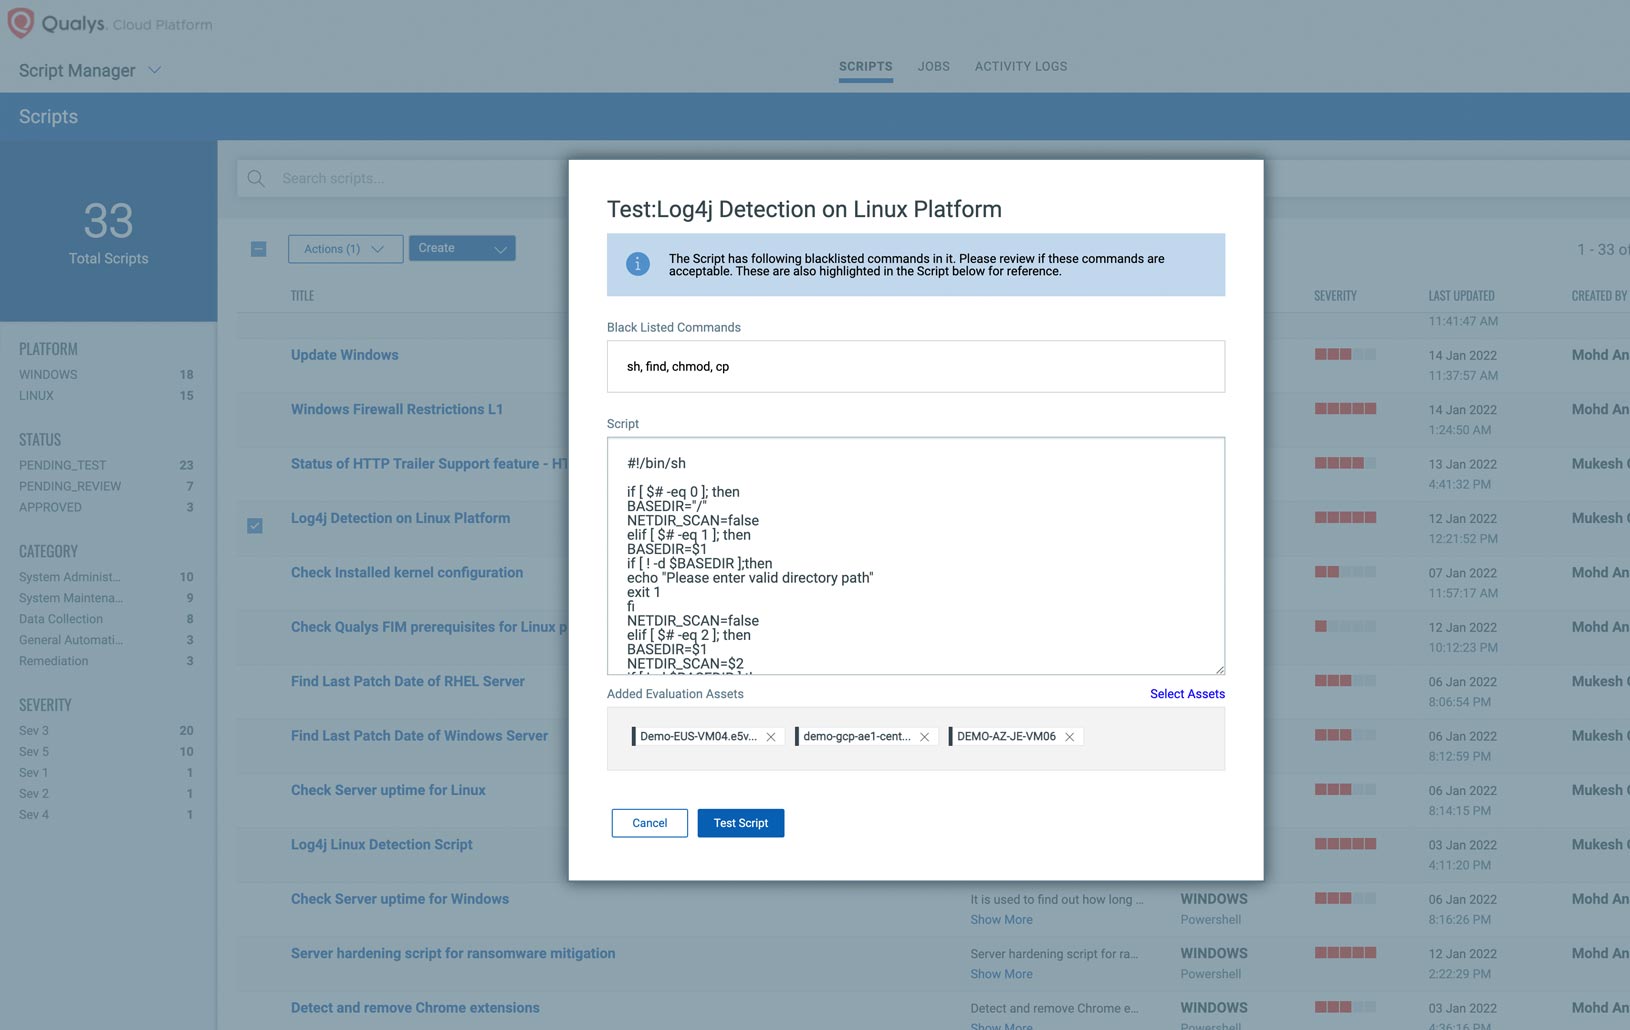 Qualys. Cloud Platform
Script Manager
SCRIPTS JOBS ACTIVITY LOGS
Scripts
33
Total Scripts
PLATFORM
WINDOWS 18
LINUX 15
STATUS
PENDING_TEST 23
PENDING_REVIEW 7
APPROVED 3
CATEGORY
System Administ... 10
System Maintena... 9
Data Collection 8
General Automati... 3
Remediation 3
SEVERITY
Sev 3 20
Sev 5 10
Sev 1 1
Sev 2 1
Sev 4 1
Search scripts...
Actions (1) Create
1 - 33 of
TITLE SEVERITY LAST UPDATED CREATED BY
11:41:47 AM
Update Windows 14 Jan 2022 Mohd An
11:37:57 AM
Windows Firewall Restrictions L1 14 Jan 2022 Mohd An
1:24:50 AM
Status of HTTP Trailer Support feature - HT 13 Jan 2022 Mukesh
4:41:32 PM
Log4j Detection on Linux Platform 12 Jan 2022 Mukesh
12:21:52 PM
Check Installed kernel configuration 07 Jan 2022 Mohd An
11:57:17 AM
Check Qualys FIM prerequisites for Linux p 12 Jan 2022 Mohd An
10:12:23 PM
Find Last Patch Date of RHEL Server 06 Jan 2022 Mukesh
8:06:54 PM
Find Last Patch Date of Windows Server 06 Jan 2022 Mukesh
8:12:59 PM
Check Server uptime for Linux 06 Jan 2022 Mukesh
8:14:15 PM
Log4j Linux Detection Script 03 Jan 2022 Mukesh
4:11:20 PM
Check Server uptime for Windows It is used to find out how long ... WINDOWS 06 Jan 2022 Mohd An
Show More Powershell 8:16:26 PM
Server hardening script for ransomware mitigation Server hardening script for ra... WINDOWS 12 Jan 2022 Mohd An
Show More Powershell 2:22:29 PM
Detect and remove Chrome extensions Detect and remove Chrome e... WINDOWS 03 Jan 2022 Mohd An
Show More Powershell 4:36:16 PM
Test:Log4j Detection on Linux Platform
The Script has following blacklisted commands in it. Please review if these commands are
acceptable. These are also highlighted in the Script below for reference.
Black Listed Commands
sh, find, chmod, cp
Script
#!/bin/sh
if [ $# -eq 0 ]; then
BASEDIR="/"
NETDIR_SCAN=false
elif [ $# -eq 1 ]; then
BASEDIR=$1
if [ ! -d $BASEDIR ];then
echo "Please enter valid directory path"
exit 1
fi
NETDIR_SCAN=false
elif [ $# -eq 2 ]; then
BASEDIR=$1
NETDIR_SCAN=$2
Added Evaluation Assets Select Assets
Demo-EUS-VM04.e5v... demo-gcp-ae1-cent... DEMO-AZ-JE-VM06
Cancel Test Script